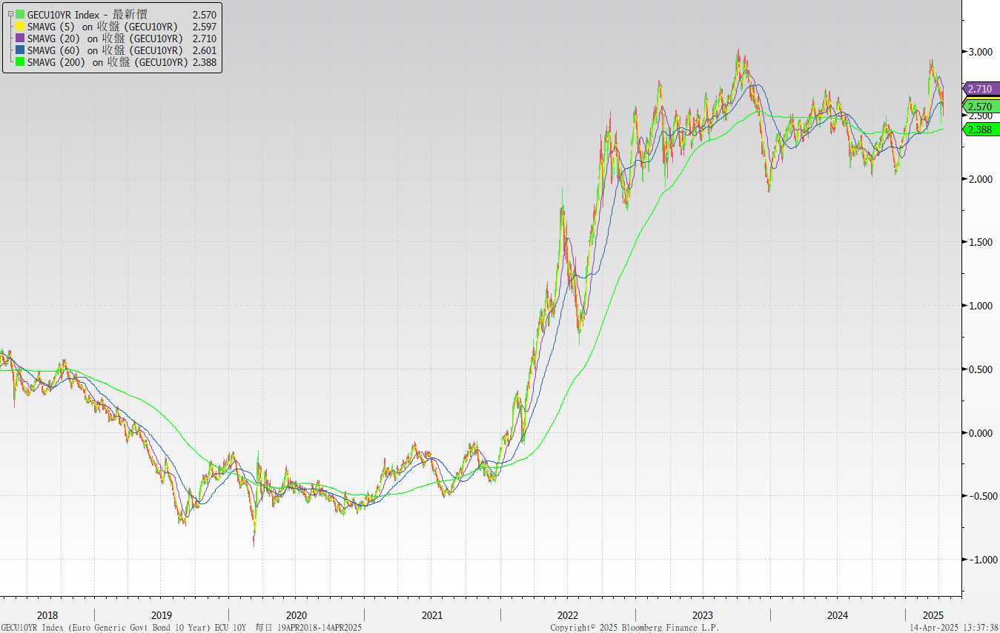 GECU10YR Index - 最新價 2.570
SMAVG (5) on 收盤 (GECU10YR) 2.597
SMAVG (20) on 收盤 (GECU10YR) 2.710
SMAVG (60) on 收盤 (GECU10YR) 2.601
SMAVG (200) on 收盤 (GECU10YR) 2.388
3.000
2.710
2.570
2.500
2.388
2.000
1.500
1.000
0.500
0.000
-0.500
-1.000
2018 2019 2020 2021 2022 2023 2024 2025
GECU10YR Index (Euro Generic Govt Bond 10 Year) ECU 10Y 每日 19APR2018-14APR2025 Copyright© 2025 Bloomberg Finance L.P. 14-Apr-2025 13:37:38